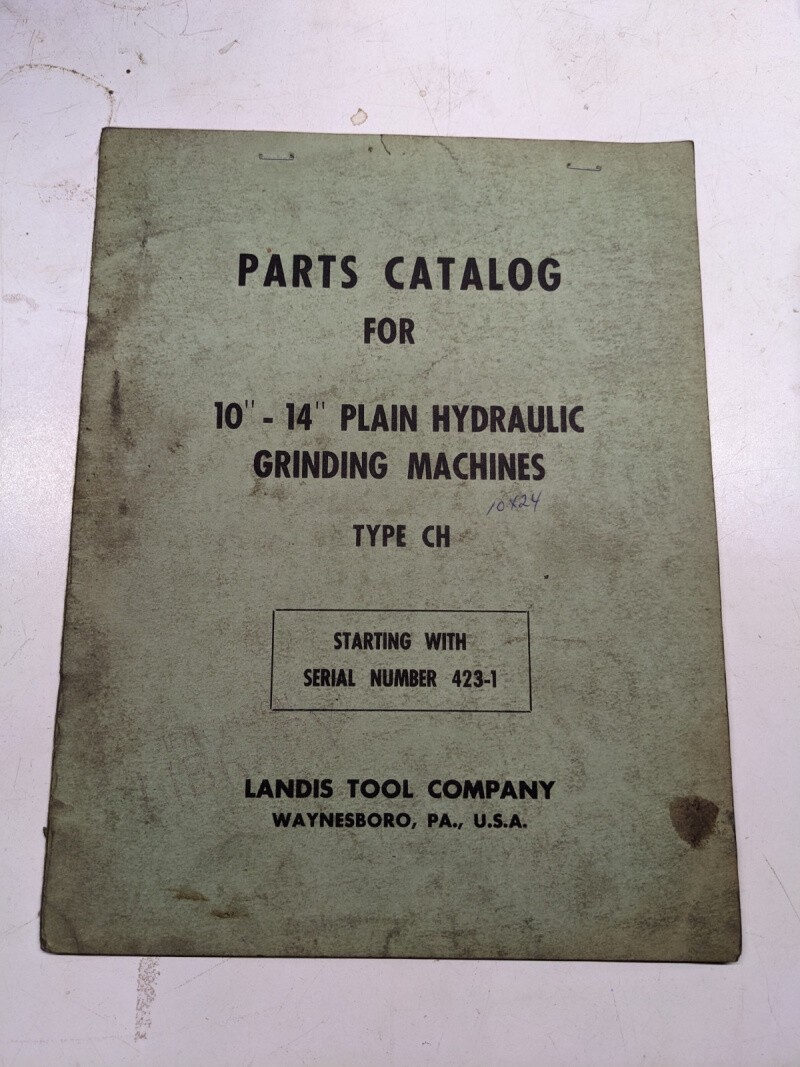 PARTS CATALOG
FOR
10" - 14" PLAIN HYDRAULIC
GRINDING MACHINES
10X24
TYPE CH
STARTING WITH
SERIAL NUMBER 423-1
LANDIS TOOL COMPANY
WAYNESBORO, PA., U.S.A.